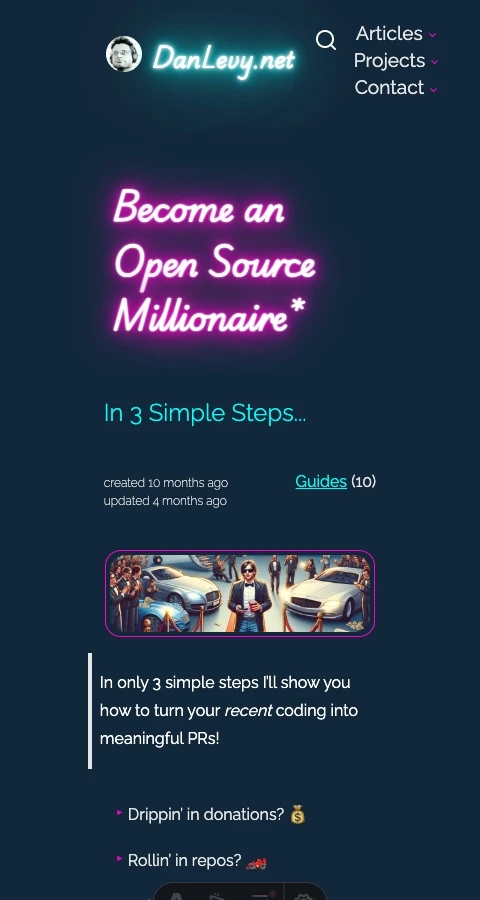 DanLevy.net
Articles
Projects
Contact
Become an
Open Source
Millionaire*
In 3 Simple Steps...
created 10 months ago
updated 4 months ago
Guides (10)
In only 3 simple steps I'll show you
how to turn your recent coding into
meaningful PRs!
Drippin' in donations? 💰
Rollin' in repos? 🏎️